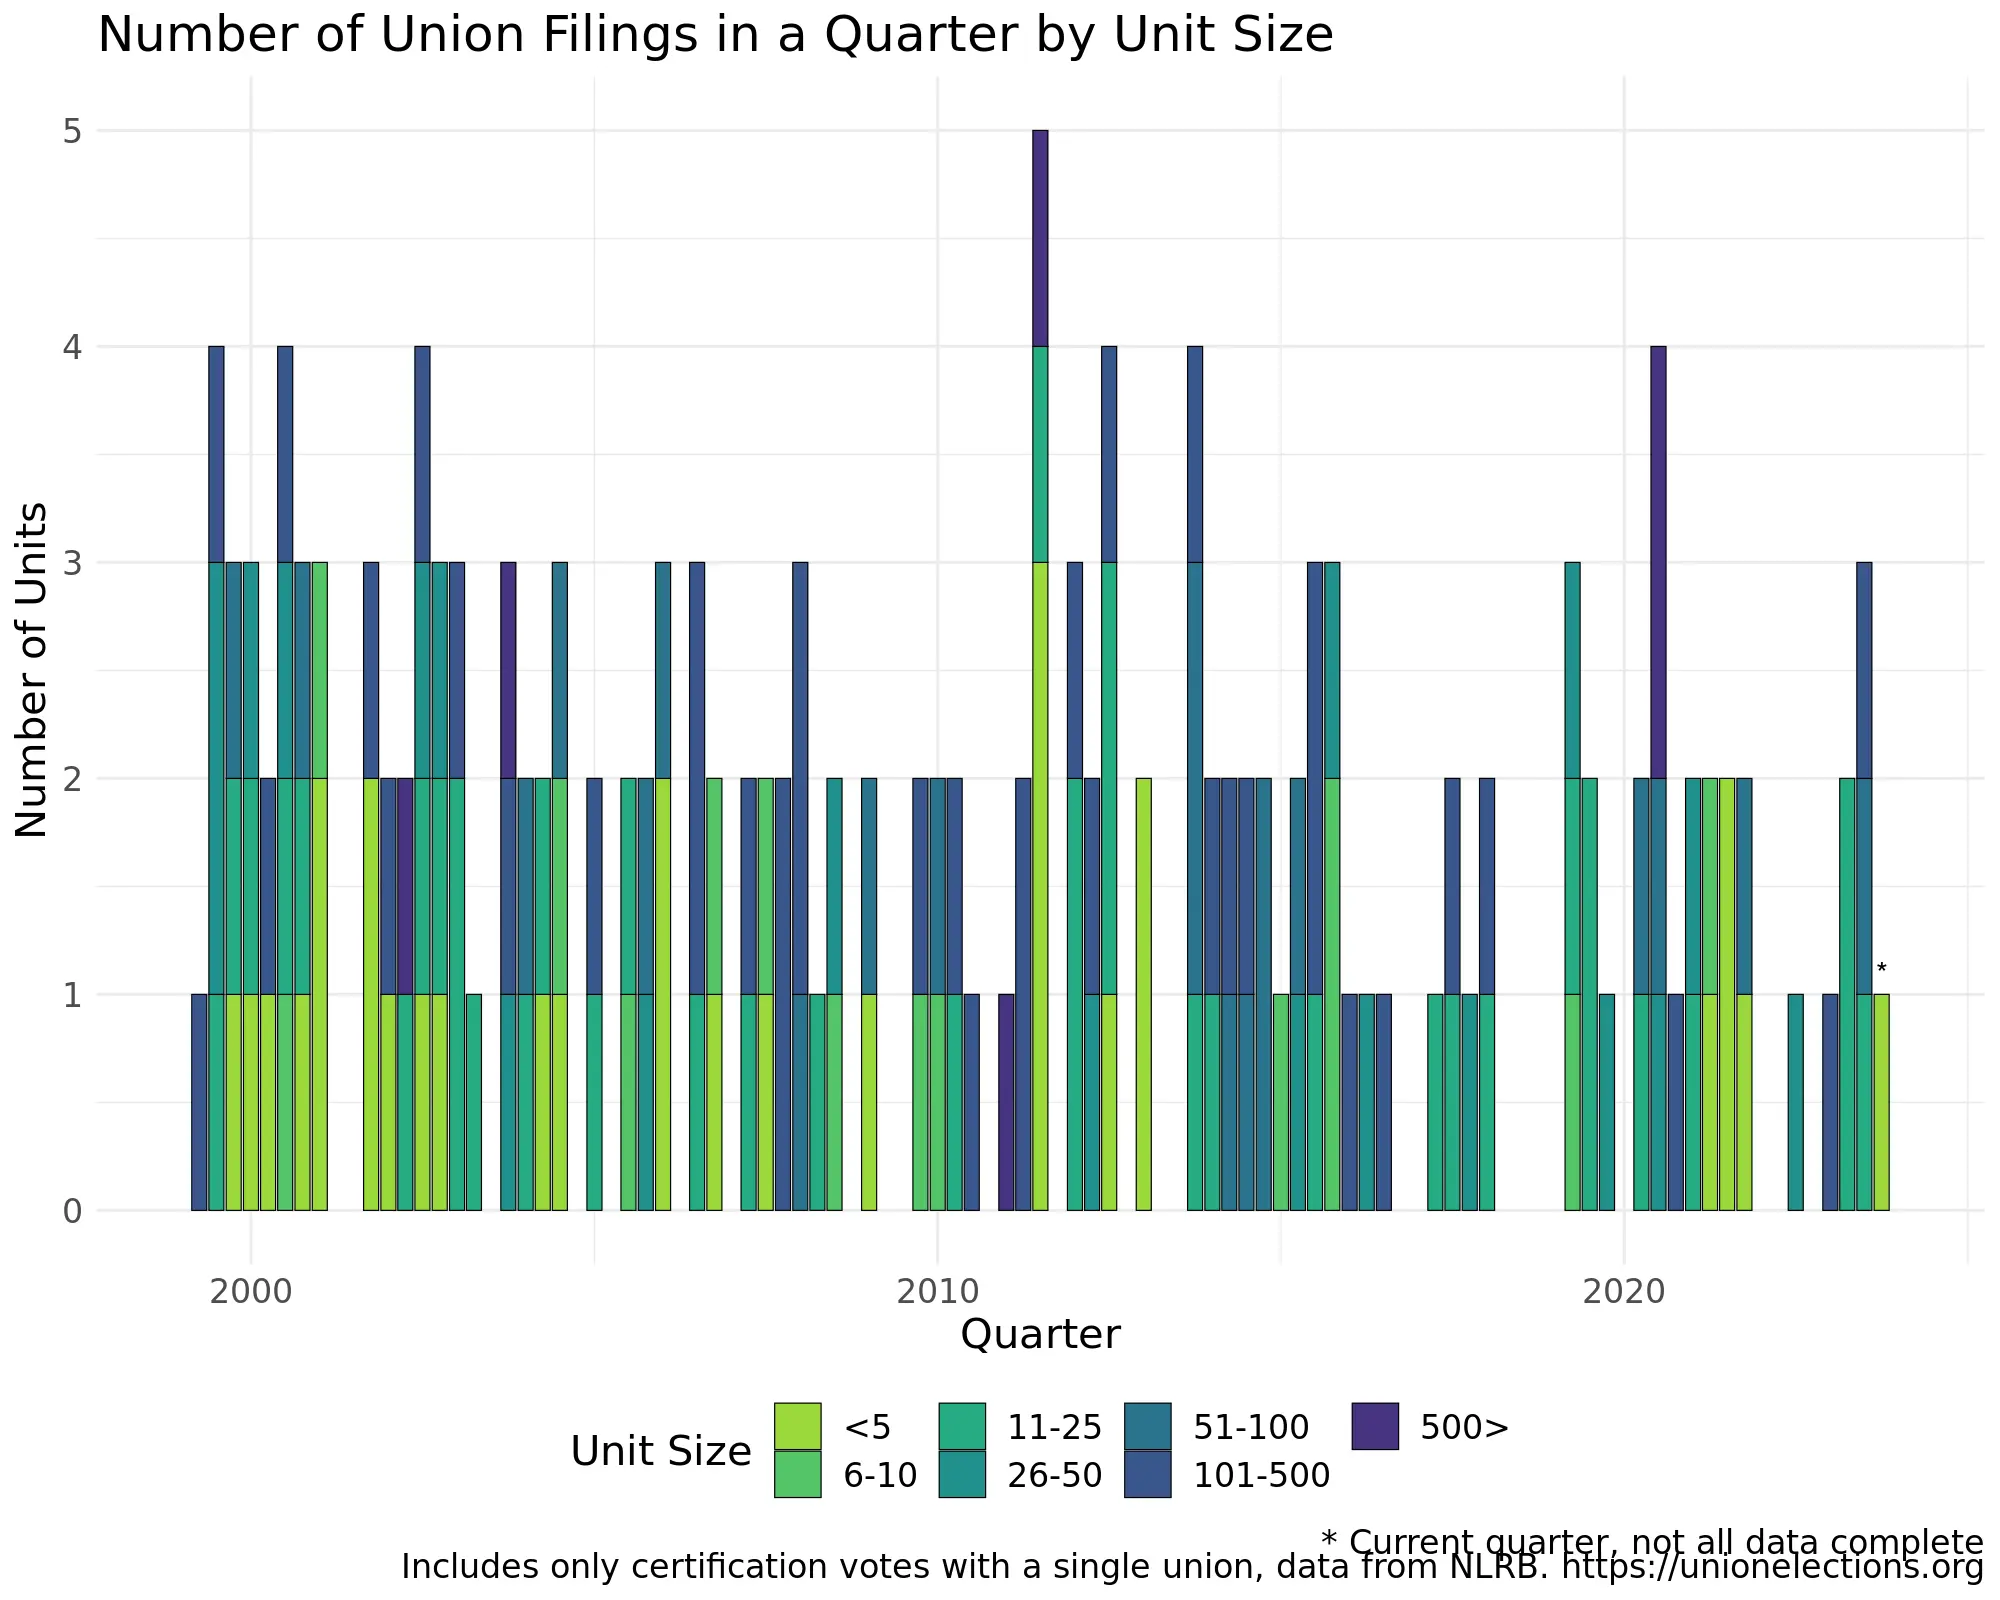 Number of Union Filings in a Quarter by Unit Size
Number of Units
5
4
3
2
1
0
*
2000
2010
2020
Quarter
Unit Size
<5
11-25
51-100
500>
6-10
26-50
101-500
* Current quarter, not all data complete
Includes only certification votes with a single union, data from NLRB. https://unionelections.org